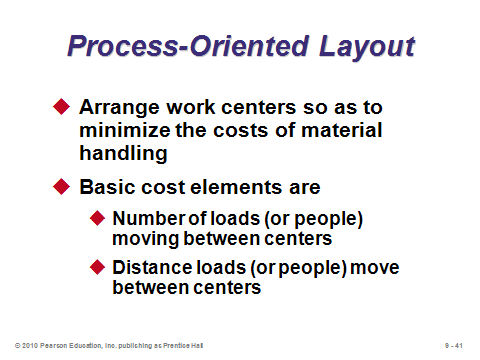 Process-Oriented Layout
Arrange work centers so as to
minimize the costs of material
handling
Basic cost elements are
Number of loads (or people)
moving between centers
Distance loads (or people) move
between centers
© 2010 Pearson Education, Inc. publishing as Prentice Hall
9 - 41